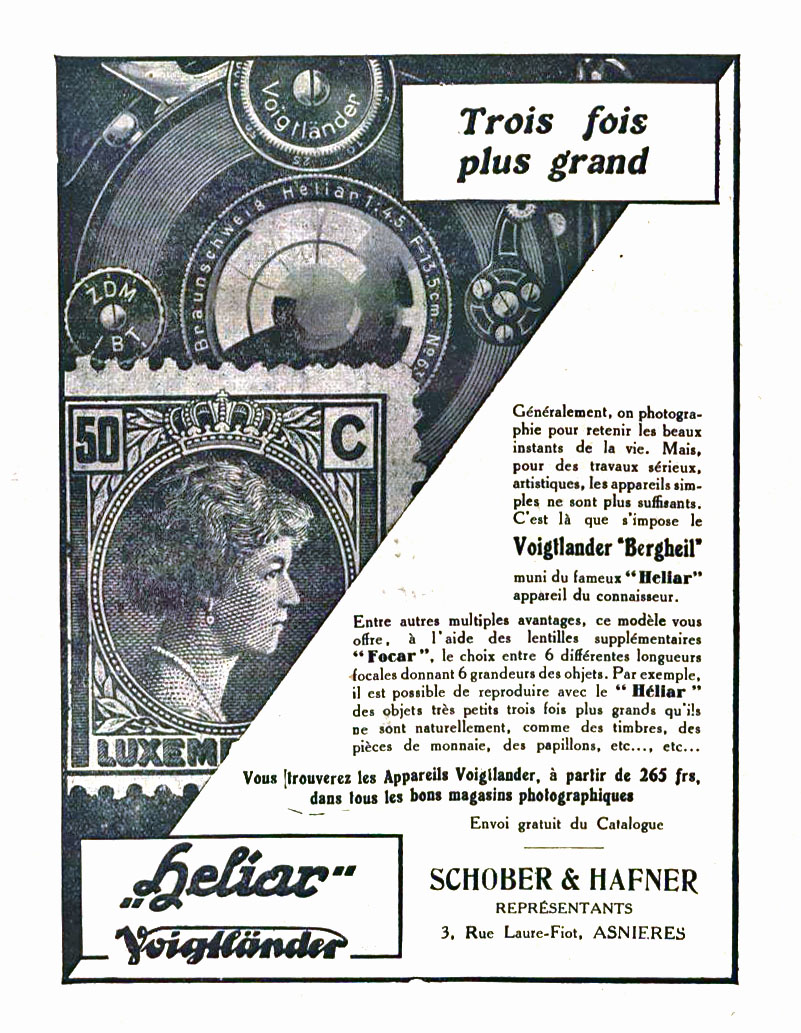 Voigtländer
50
25
10
5
Braunschweig Heliar 1:4,5 F=13,5cm. No 63
ZDM
IBT
Trois fois
plus grand
50 C
LUXEM
Généralement, on photogra-
phie pour retenir les beaux
instants de la vie. Mais,
pour des travaux sérieux,
artistiques, les appareils sim-
ples ne sont plus suffisants.
C'est là que s'impose le
Voigtlander "Bergheil"
muni du fameux "Heliar"
appareil du connaisseur.
Entre autres multiples avantages, ce modèle vous
offre, à l'aide des lentilles supplémentaires
"Focar", le choix entre 6 différentes longueurs
focales donnant 6 grandeurs des objets. Par exemple,
il est possible de reproduire avec le "Héliar"
des objets très petits trois fois plus grands qu'ils
ne sont naturellement, comme des timbres, des
pièces de monnaie, des papillons, etc..., etc...
Vous trouverez les Appareils Voigtlander, à partir de 265 frs,
dans tous les bons magasins photographiques
Envoi gratuit du Catalogue
„Heliar"
Voigtländer
SCHOBER & HAFNER
REPRÉSENTANTS
3, Rue Laure-Fiot, ASNIERES